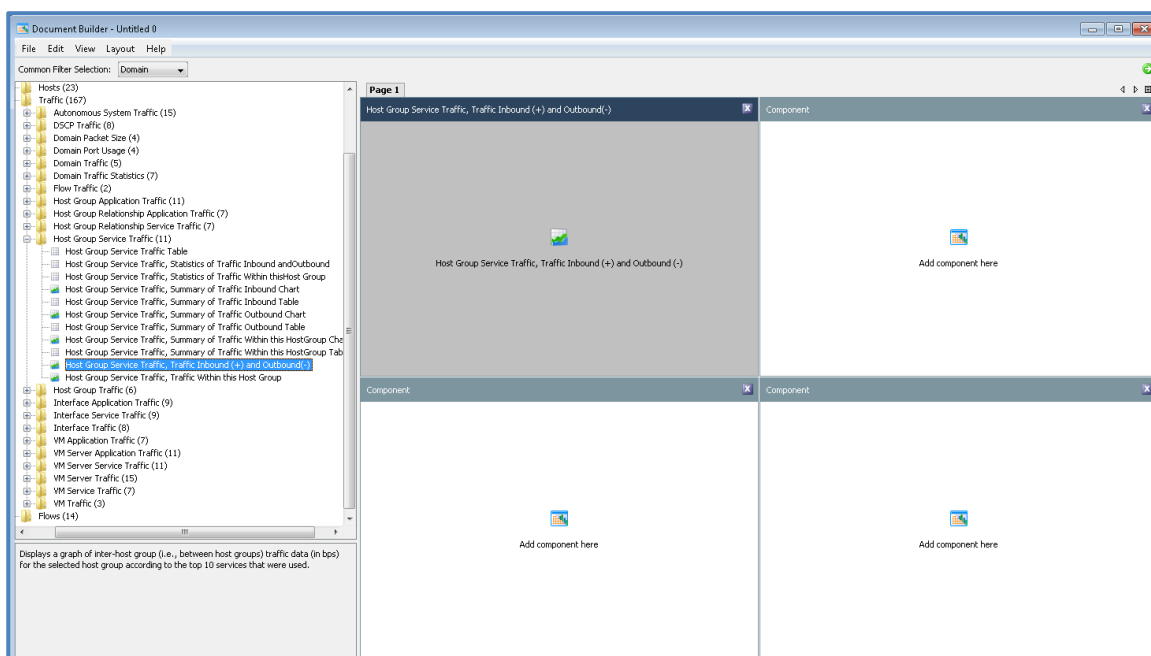 Document Builder - Untitled 0
File Edit View Layout Help
Common Filter Selection: Domain
Hosts (23)
Traffic (167)
Autonomous System Traffic (15)
DSCP Traffic (8)
Domain Packet Size (4)
Domain Port Usage (4)
Domain Traffic (5)
Domain Traffic Statistics (7)
Flow Traffic (2)
Host Group Application Traffic (11)
Host Group Relationship Application Traffic (7)
Host Group Relationship Service Traffic (7)
Host Group Service Traffic (11)
Host Group Service Traffic Table
Host Group Service Traffic, Statistics of Traffic Inbound andOutbound
Host Group Service Traffic, Statistics of Traffic Within thisHost Group
Host Group Service Traffic, Summary of Traffic Inbound Chart
Host Group Service Traffic, Summary of Traffic Inbound Table
Host Group Service Traffic, Summary of Traffic Outbound Chart
Host Group Service Traffic, Summary of Traffic Outbound Table
Host Group Service Traffic, Summary of Traffic Within this HostGroup Cha
Host Group Service Traffic, Summary of Traffic Within this HostGroup Tab
Host Group Service Traffic, Traffic Inbound (+) and Outbound(-)
Host Group Service Traffic, Traffic Within this Host Group
Host Group Traffic (6)
Interface Application Traffic (9)
Interface Service Traffic (9)
Interface Traffic (8)
VM Application Traffic (7)
VM Server Application Traffic (11)
VM Server Service Traffic (11)
VM Server Traffic (15)
VM Service Traffic (7)
VM Traffic (3)
Flows (14)
Displays a graph of inter-host group (i.e., between host groups) traffic data (in bps)
for the selected host group according to the top 10 services that were used.
Page 1
Host Group Service Traffic, Traffic Inbound (+) and Outbound(-)
Host Group Service Traffic, Traffic Inbound (+) and Outbound (-)
Component
Add component here
Component
Add component here
Component
Add component here